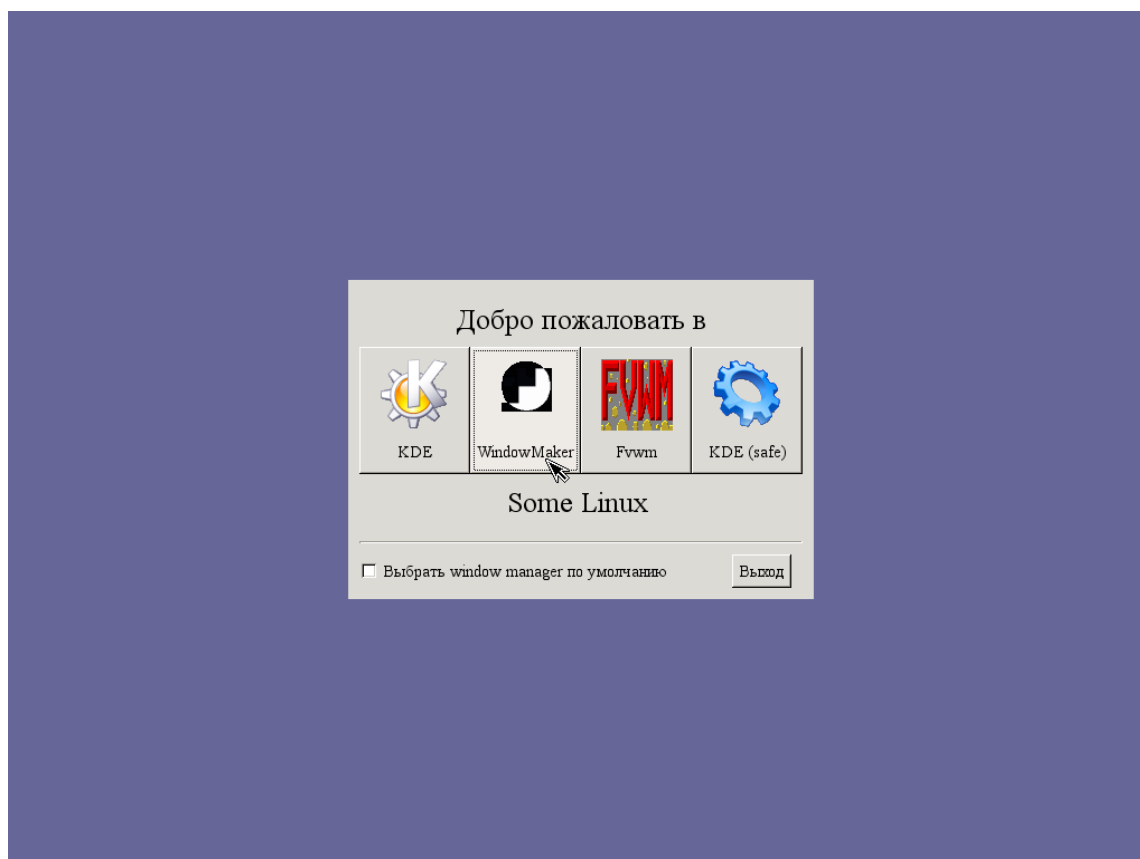 Добро пожаловать в
FVWM
KDE WindowMaker Fvwm KDE (safe)
Some Linux
Выбрать window manager по умолчанию Выход